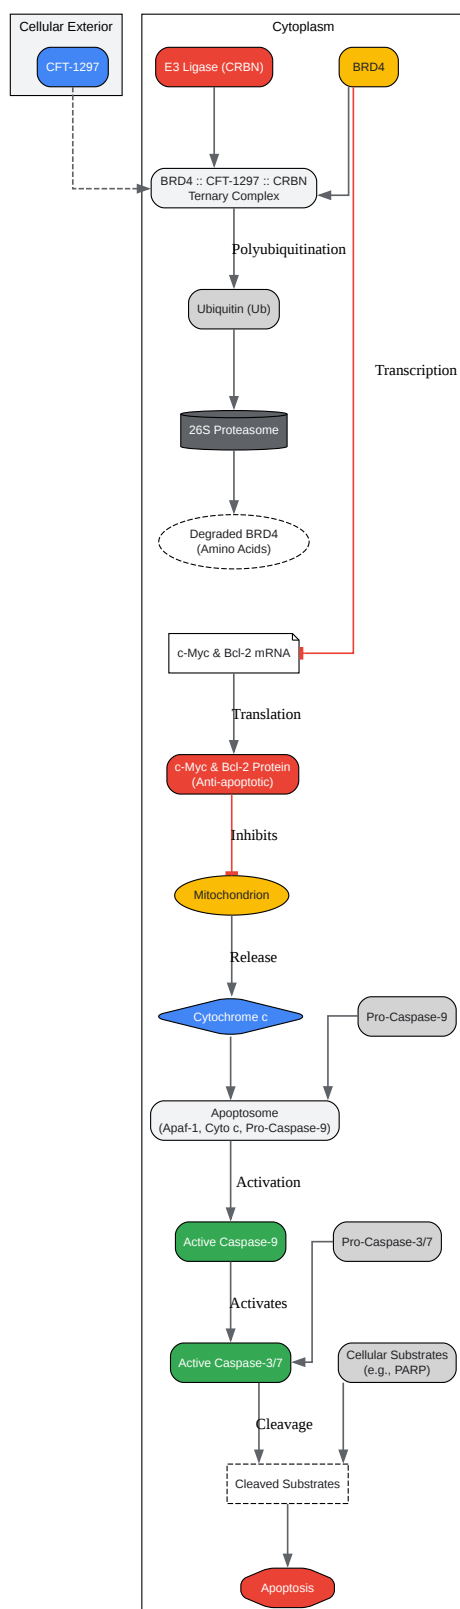 Cellular Exterior
Cytoplasm
CFT-1297
E3 Ligase (CRBN)
BRD4
BRD4 :: CFT-1297 :: CRBN
Ternary Complex
Polyubiquitination
Ubiquitin (Ub)
Transcription
26S Proteasome
Degraded BRD4
(Amino Acids)
c-Myc & Bcl-2 mRNA
Translation
c-Myc & Bcl-2 Protein
(Anti-apoptotic)
Inhibits
Mitochondrion
Release
Cytochrome c
Pro-Caspase-9
Apoptosome
(Apaf-1, Cyto c, Pro-Caspase-9)
Activation
Active Caspase-9
Pro-Caspase-3/7
Activates
Active Caspase-3/7
Cellular Substrates
(e.g., PARP)
Cleavage
Cleaved Substrates
Apoptosis